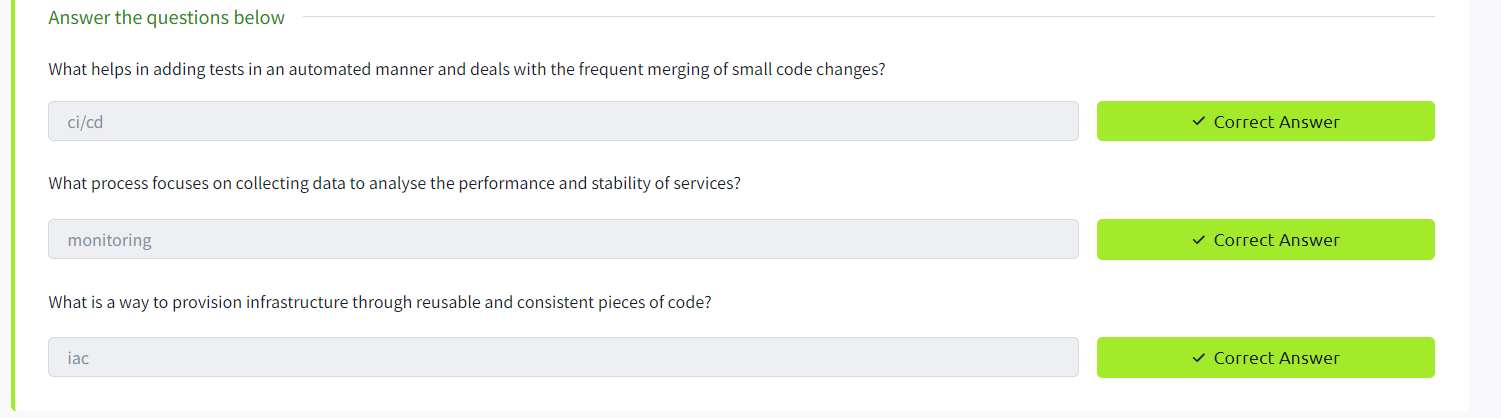 Answer the questions below
What helps in adding tests in an automated manner and deals with the frequent merging of small code changes?
ci/cd
Correct Answer
What process focuses on collecting data to analyse the performance and stability of services?
monitoring
Correct Answer
What is a way to provision infrastructure through reusable and consistent pieces of code?
iac
Correct Answer